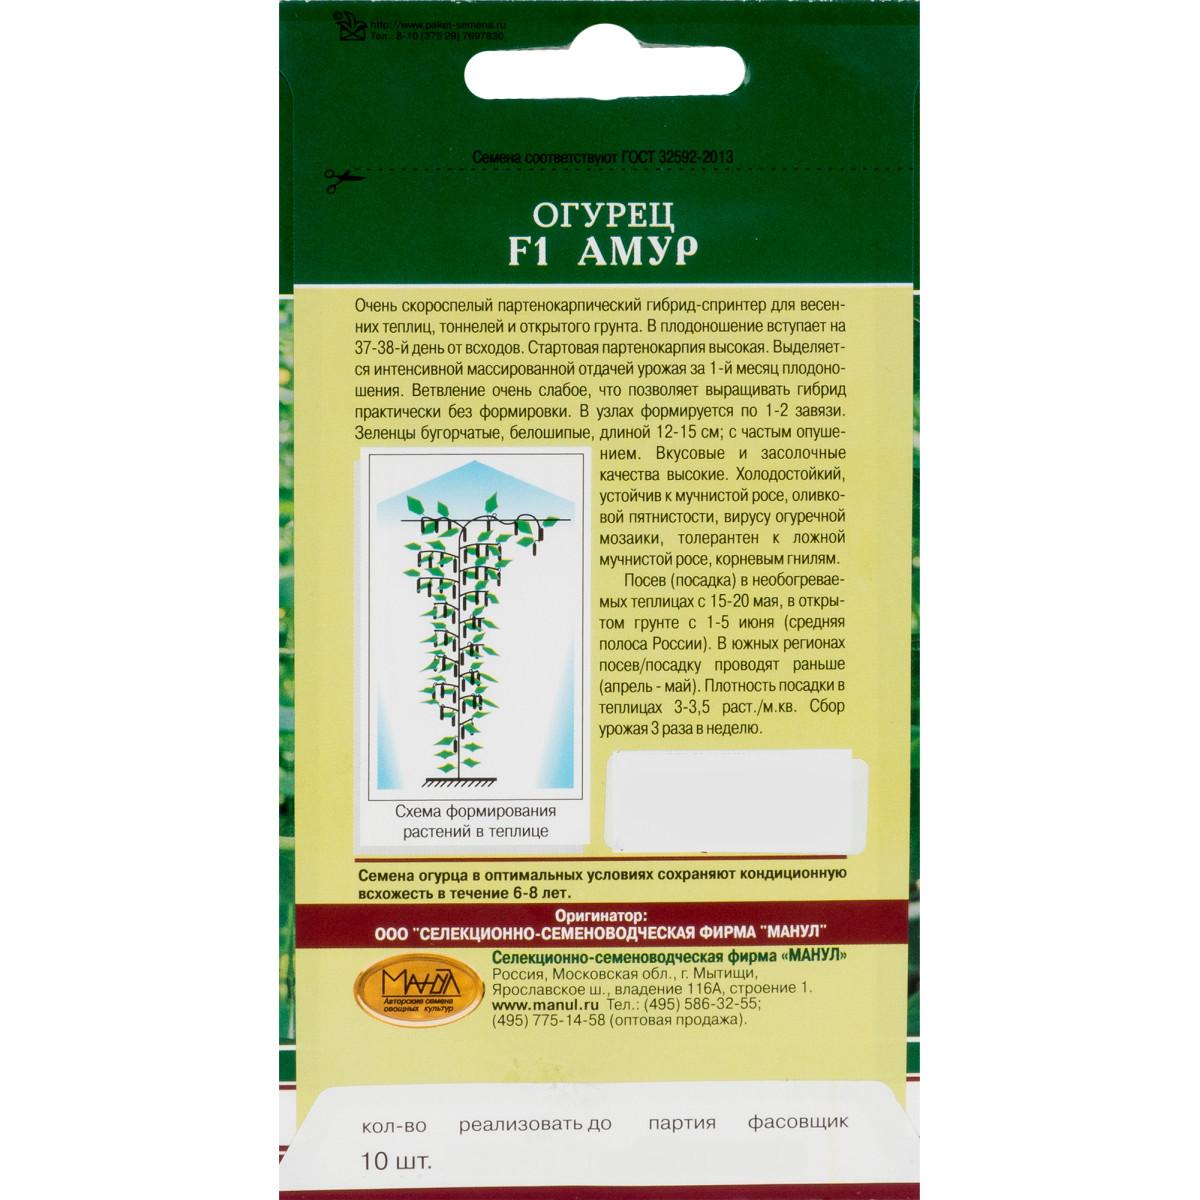 http://www.paket-semena.ru
Тел.: 8-10 (375 29) 7697830
Семена соответствуют ГОСТ 32592-2013
ОГУРЕЦ
F1 АМУР
Очень скороспелый партенокарпический гибрид-спринтер для весен-
них теплиц, тоннелей и открытого грунта. В плодоношение вступает на
37-38-й день от всходов. Стартовая партенокарпия высокая. Выделяет-
ся интенсивной массированной отдачей урожая за 1-й месяц плодоно-
шения. Ветвление очень слабое, что позволяет выращивать гибрид
практически без формировки. В узлах формируется по 1-2 завязи.
Зеленцы бугорчатые, белошипые, длиной 12-15 см; с частым опуше-
нием. Вкусовые и засолочные
качества высокие. Холодостойкий,
устойчив к мучнистой росе, оливко-
вой пятнистости, вирусу огуречной
мозаики, толерантен к ложной
мучнистой росе, корневым гнилям.
Посев (посадка) в необогревае-
мых теплицах с 15-20 мая, в откры-
том грунте с 1-5 июня (средняя
полоса России). В южных регионах
посев/посадку проводят раньше
(апрель - май). Плотность посадки в
теплицах 3-3,5 раст./м.кв. Сбор
урожая 3 раза в неделю.
Схема формирования
растений в теплице
Семена огурца в оптимальных условиях сохраняют кондиционную
всхожесть в течение 6-8 лет.
Оригинатор:
ООО "СЕЛЕКЦИОННО-СЕМЕНОВОДЧЕСКАЯ ФИРМА "МАНУЛ"
МАНУЛ
Авторские семена
овощных культур
Селекционно-семеноводческая фирма «МАНУЛ»
Россия, Московская обл., г. Мытищи,
Ярославское ш., владение 116А, строение 1.
www.manul.ru Тел.: (495) 586-32-55;
(495) 775-14-58 (оптовая продажа).
кол-во реализовать до партия фасовщик
10 шт.